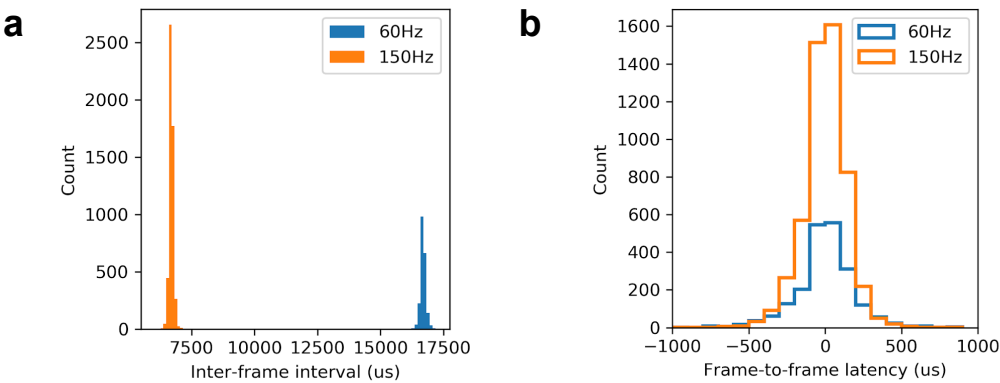 a
2500
2000
1500
1000
500
0
Count
7500 10000 12500 15000 17500
Inter-frame interval (us)
60Hz
150Hz
b
1600
1400
1200
1000
800
600
400
200
0
Count
−1000 −500 0 500 1000
Frame-to-frame latency (us)
60Hz
150Hz